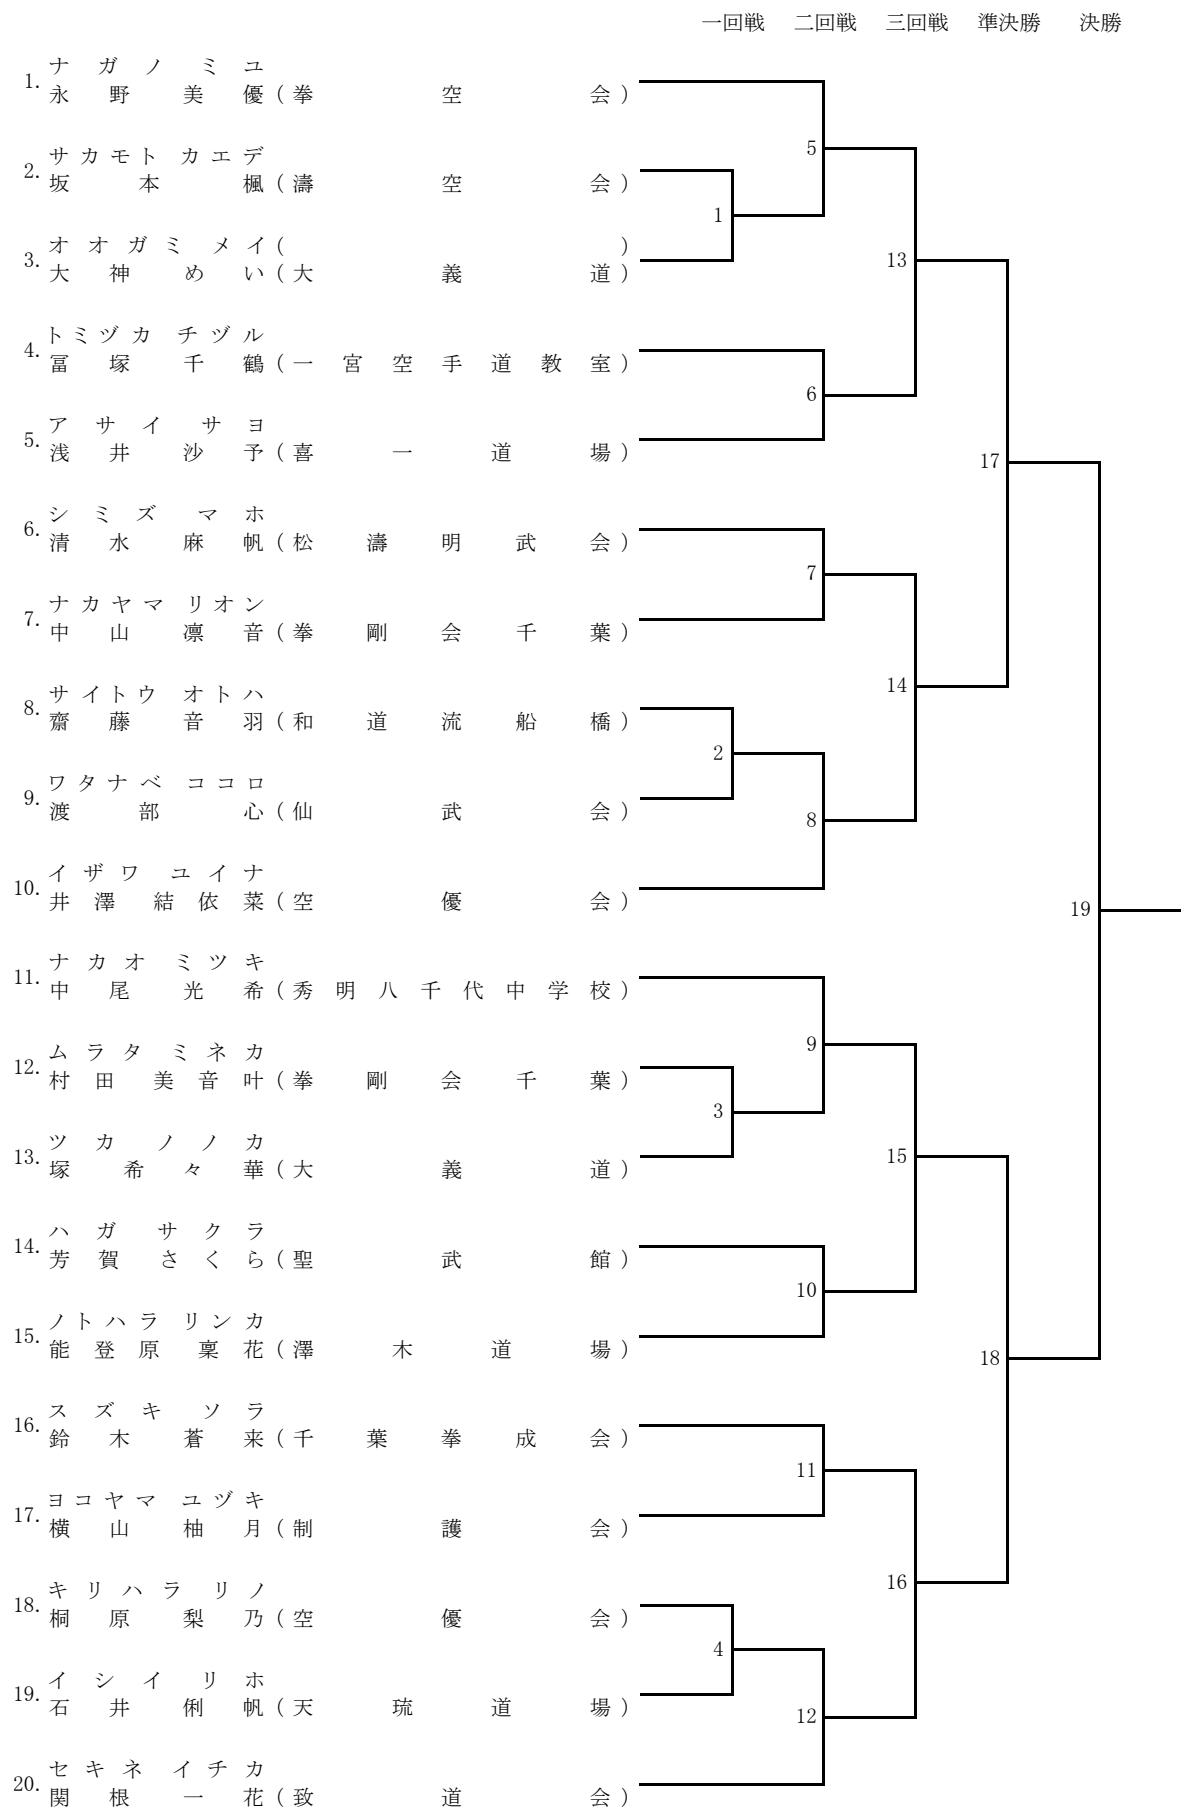 一回戦 二回戦 三回戦 準決勝 決勝
ナガノ ミユ
1. 永野 美優 (拳空会)
サカモト カエデ
2. 坂本 楓 (濤空会)
5
1
オオガミ メイ ( )
3. 大神 めい (大義道)
13
トミヅカ チヅル
4. 冨塚 千鶴 (一宮空手道教室)
6
アサイ サヨ
5. 浅井 沙予 (喜一道場)
17
シミズ マホ
6. 清水 麻帆 (松濤明武会)
7
ナカヤマ リオン
7. 中山 凛音 (拳剛会千葉)
14
サイトウ オトハ
8. 齋藤 音羽 (和道流船橋)
2
ワタナベ ココロ
9. 渡部 心 (仙武会)
8
イザワ ユイナ
10. 井澤 結依菜 (空優会)
19
ナカオ ミツキ
11. 中尾 光希 (秀明八千代中学校)
9
ムラタ ミネカ
12. 村田 美音叶 (拳剛会千葉)
3
ツカ ノノカ
13. 塚 希々華 (大義道)
15
ハガ サクラ
14. 芳賀 さくら (聖武館)
10
ノトハラ リンカ
15. 能登原 稟花 (澤木道場)
18
スズキ ソラ
16. 鈴木 蒼来 (千葉拳成会)
11
ヨコヤマ ユヅキ
17. 横山 柚月 (制護会)
16
キリハラ リノ
18. 桐原 梨乃 (空優会)
4
イシイ リホ
19. 石井 俐帆 (天琉道場)
12
セキネ イチカ
20. 関根 一花 (致道会)